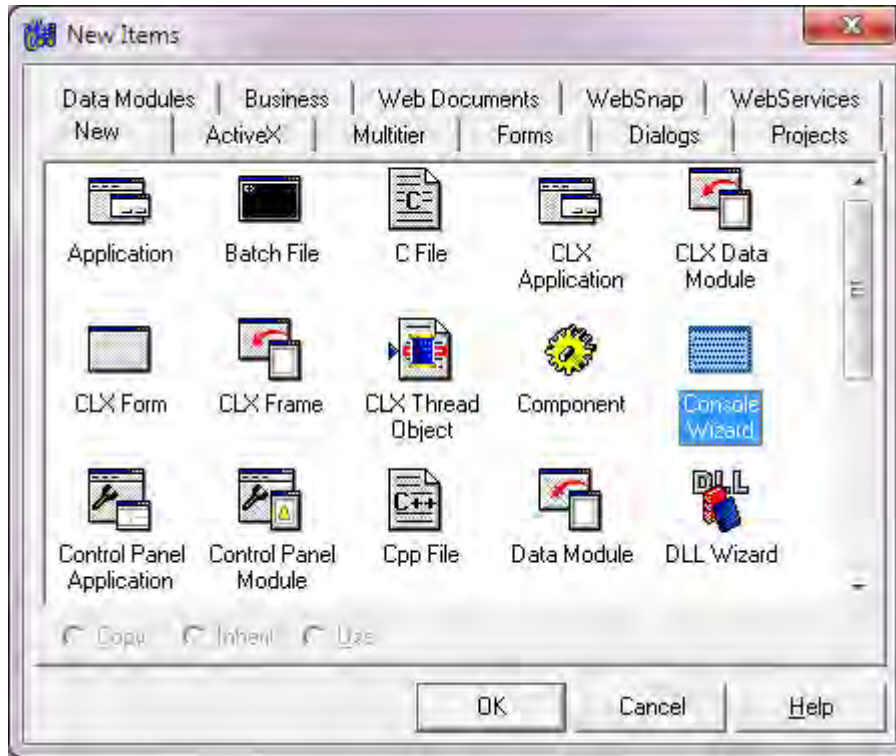 New Items
Data Modules Business Web Documents WebSnap WebServices
New ActiveX Multitier Forms Dialogs Projects
C
Application Batch File C File CLX Application CLX Data Module
CLX Form CLX Frame CLX Thread Object Component Console Wizard
C++ DLL
Control Panel Application Control Panel Module Cpp File Data Module DLL Wizard
Copy Inherit Use
OK Cancel Help